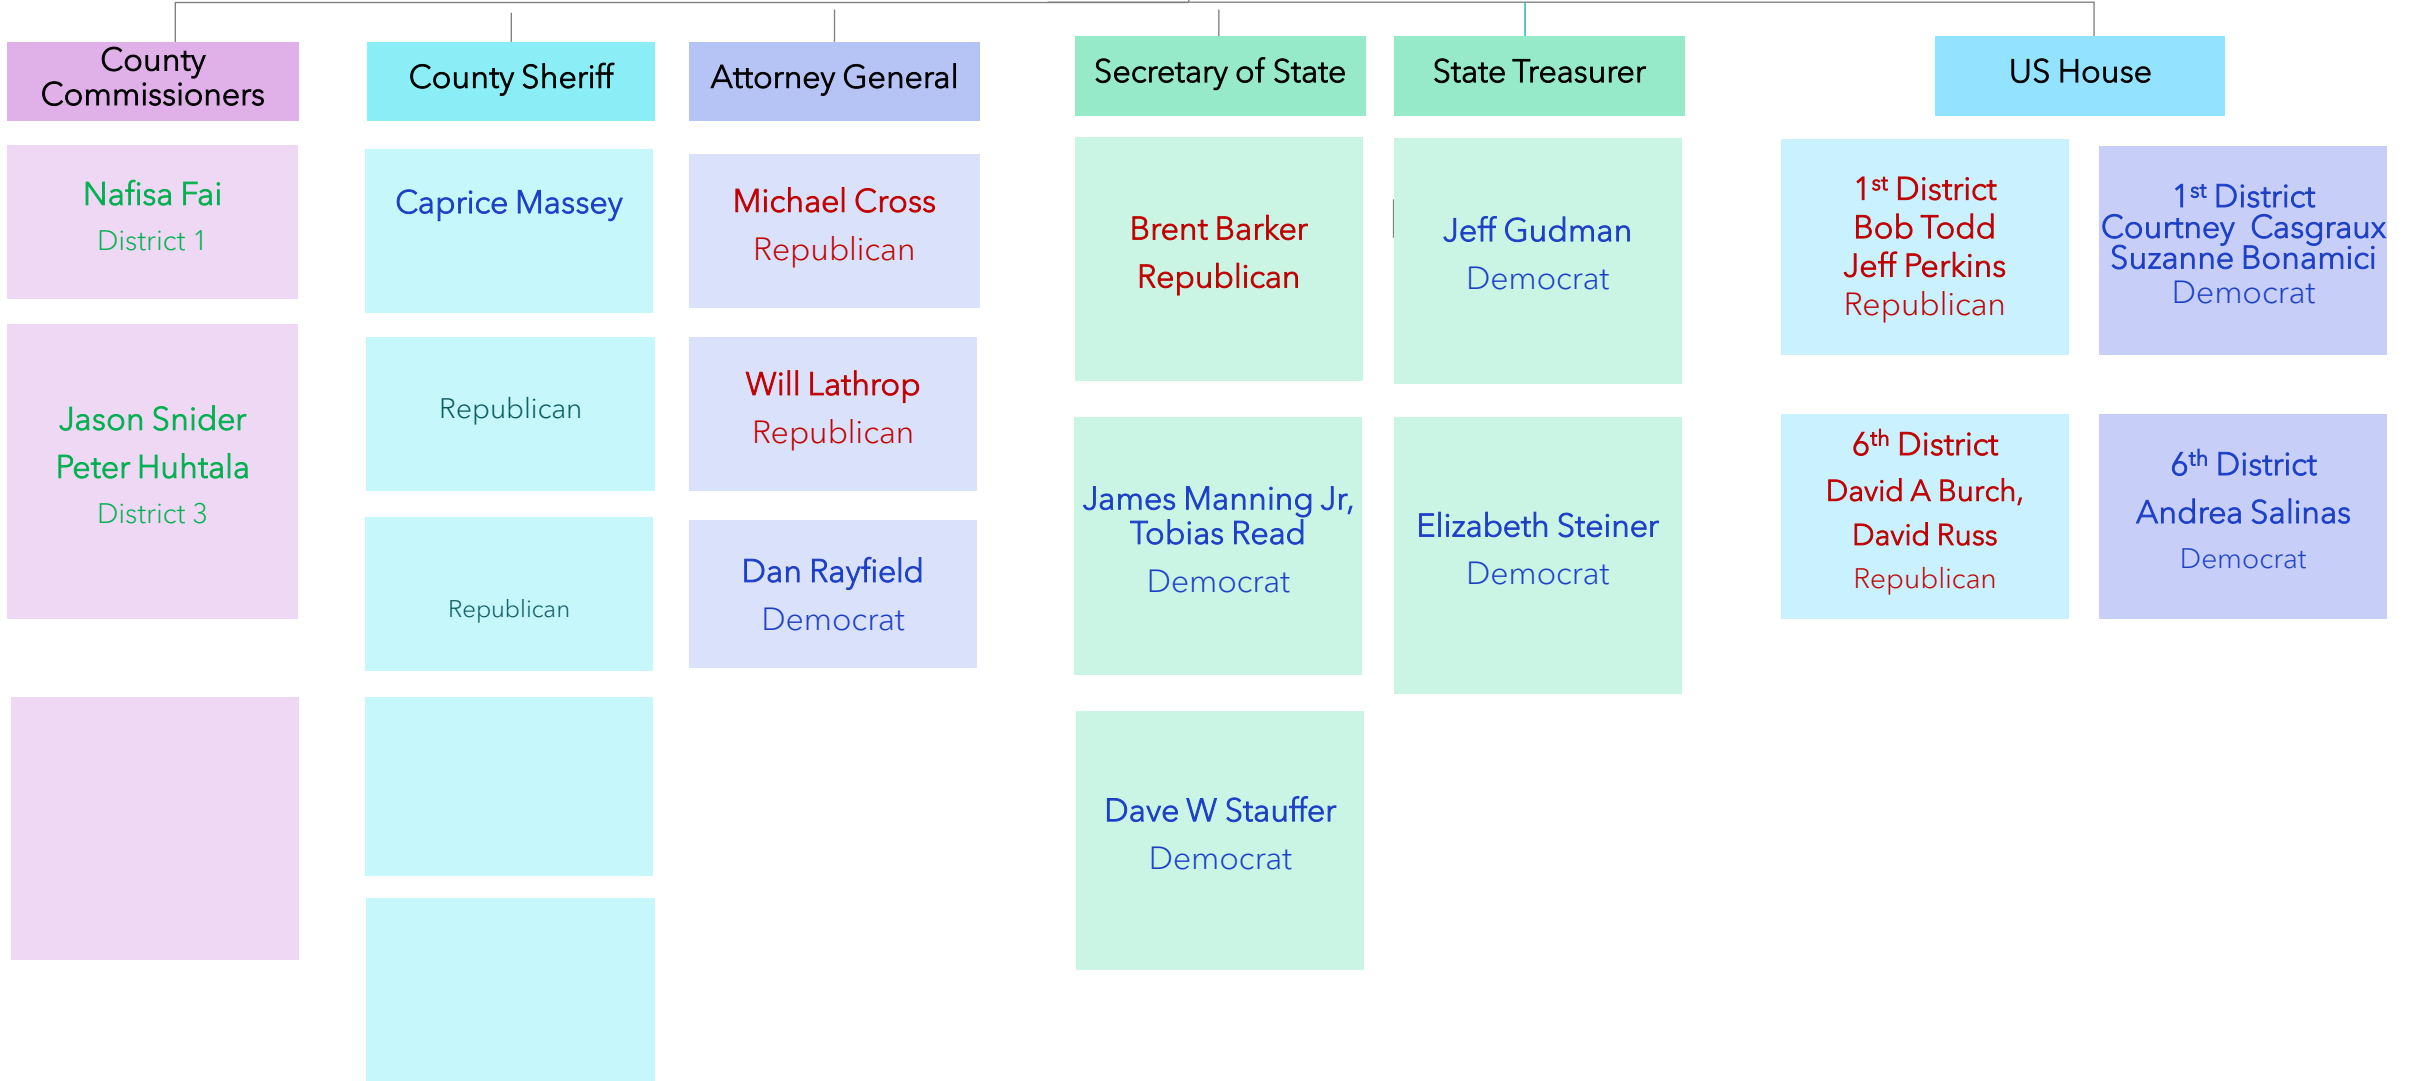 County
Commissioners
County Sheriff
Attorney General
Secretary of State
State Treasurer
US House
Nafisa Fai
District 1
Jason Snider
Peter Huhtala
District 3
Caprice Massey
Republican
Republican
Michael Cross
Republican
Will Lathrop
Republican
Dan Rayfield
Democrat
Brent Barker
Republican
James Manning Jr,
Tobias Read
Democrat
Dave W Stauffer
Democrat
Jeff Gudman
Democrat
Elizabeth Steiner
Democrat
1st District
Bob Todd
Jeff Perkins
Republican
6th District
David A Burch,
David Russ
Republican
1st District
Courtney  Casgraux
Suzanne Bonamici
Democrat
6th District
Andrea Salinas
Democrat